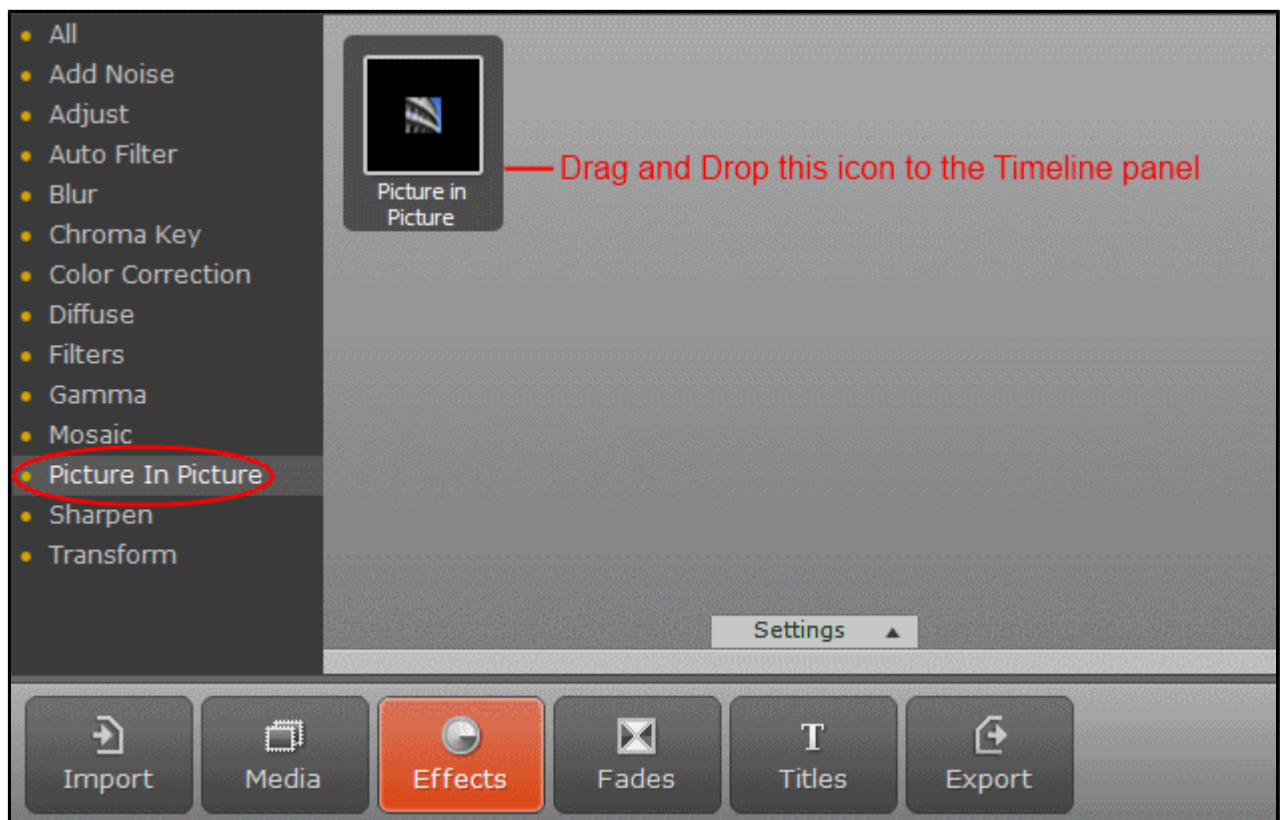 All
Add Noise
Adjust
Auto Filter
Blur
Chroma Key
Color Correction
Diffuse
Filters
Gamma
Mosaic
Picture In Picture
Sharpen
Transform
Picture in
Picture
Drag and Drop this icon to the Timeline panel
Settings
Import
Media
Effects
Fades
T
Titles
Export